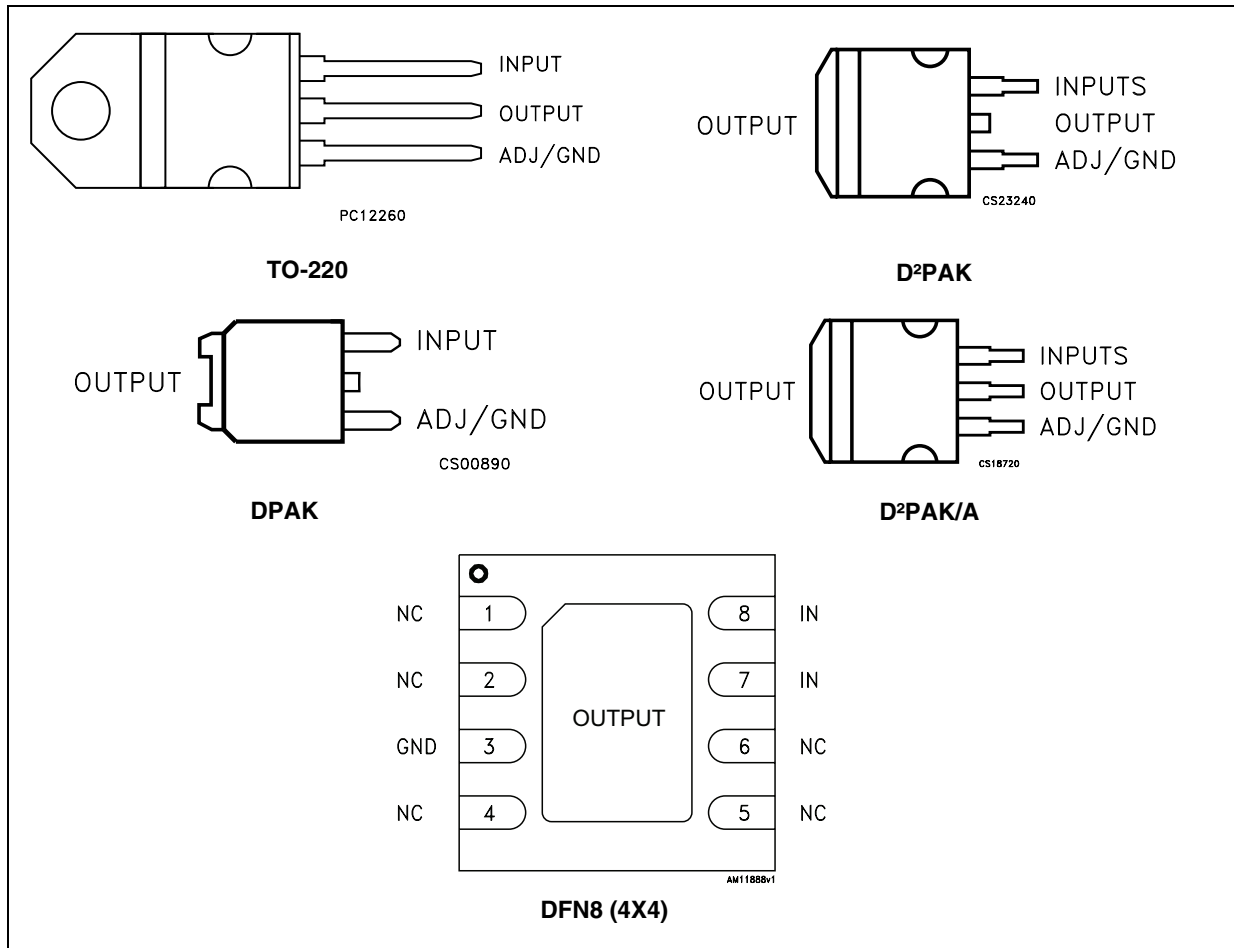 INPUT
OUTPUT
ADJ/GND
PC12260
TO-220
OUTPUT
INPUTS
OUTPUT
ADJ/GND
CS23240
D²PAK
OUTPUT
INPUT
ADJ/GND
CS00890
DPAK
OUTPUT
INPUTS
OUTPUT
ADJ/GND
CS18720
D²PAK/A
NC 1 8 IN
NC 2 7 IN
OUTPUT
GND 3 6 NC
NC 4 5 NC
AM11888v1
DFN8 (4X4)